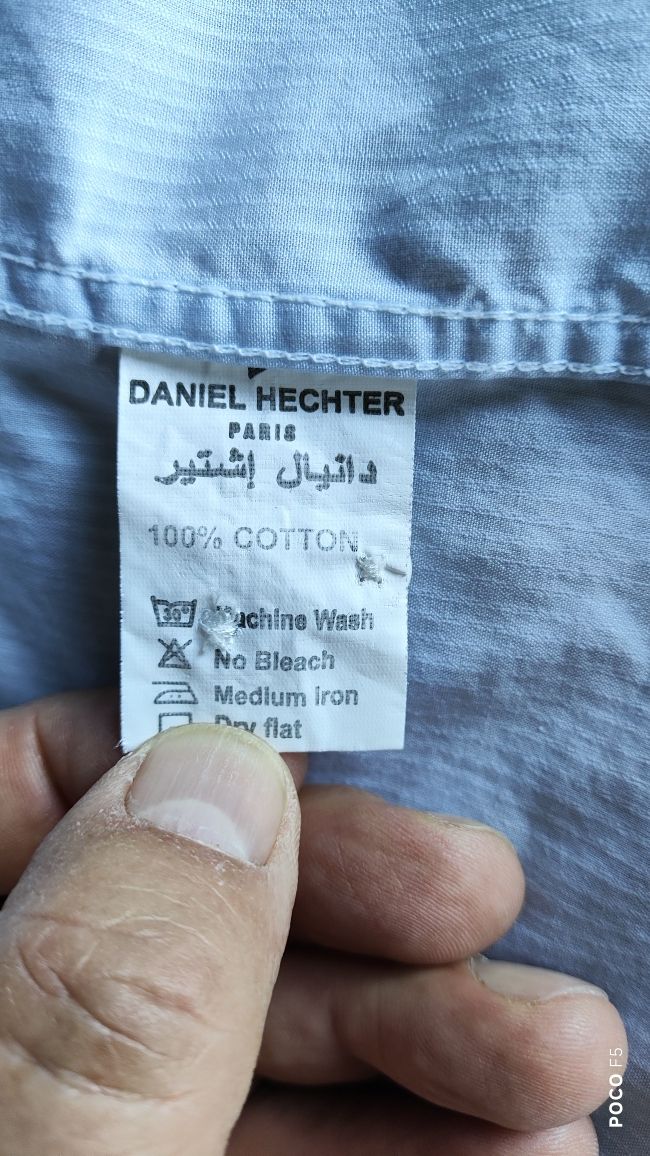 DANIEL HECHTER
PARIS
دانيال إشتير
100% COTTON
30° Machine Wash
No Bleach
Medium Iron
Dry flat
POCO F5